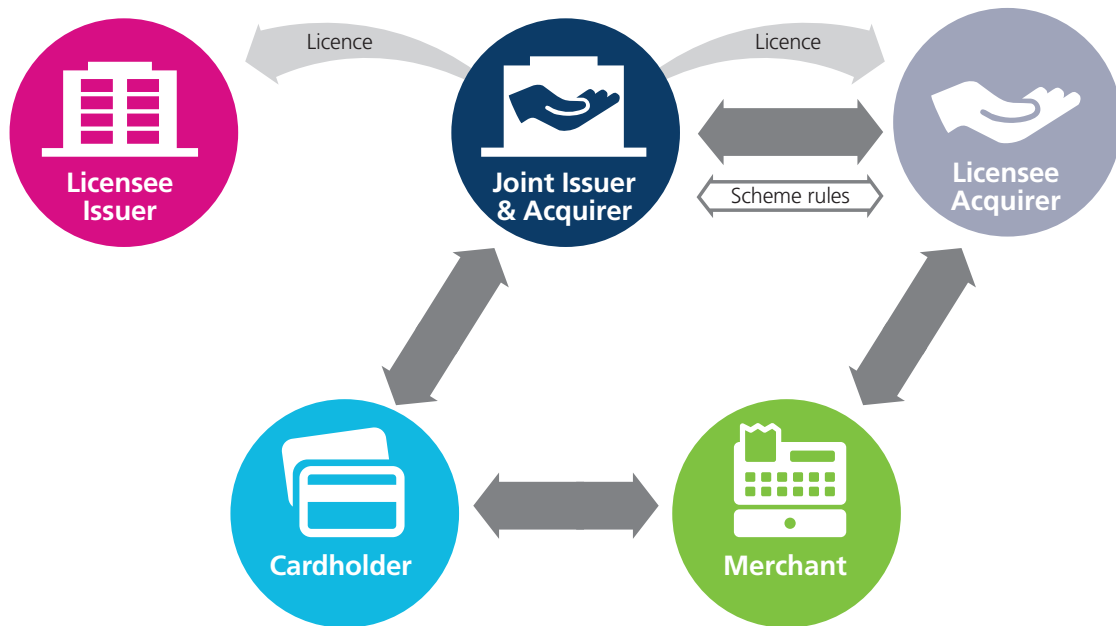 Licence
Licence
Licensee
Issuer
Joint Issuer
& Acquirer
Scheme rules
Licensee
Acquirer
Cardholder
Merchant